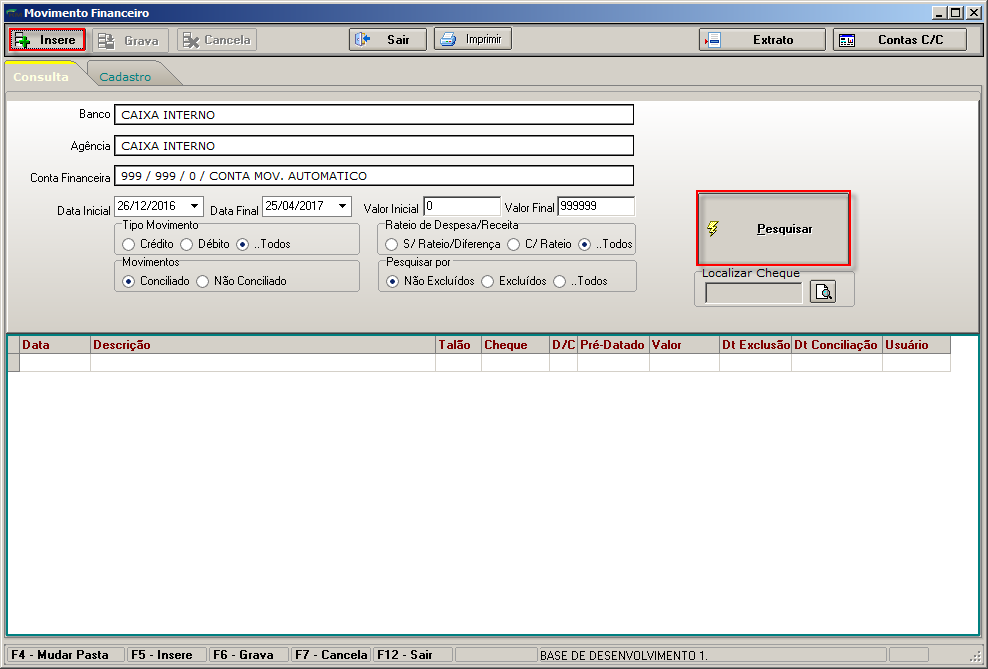 Movimento Financeiro
Insere Grava Cancela Sair Imprimir Extrato Contas C/C
Consulta Cadastro
Banco CAIXA INTERNO
Agência CAIXA INTERNO
Conta Financeira 999 / 999 / 0 / CONTA MOV. AUTOMATICO
Data Inicial 26/12/2016 Data Final 25/04/2017 Valor Inicial 0 Valor Final 999999
Tipo Movimento
Crédito Débito ..Todos
Rateio de Despesa/Receita
S/ Rateio/Diferença C/ Rateio ..Todos
Movimentos
Conciliado Não Conciliado
Pesquisar por
Não Excluídos Excluídos ..Todos
Pesquisar
Localizar Cheque
Data Descrição Talão Cheque D/C Pré-Datado Valor Dt Exclusão Dt Conciliação Usuário
F4 - Mudar Pasta F5 - Insere F6 - Grava F7 - Cancela F12 - Sair BASE DE DESENVOLVIMENTO 1.